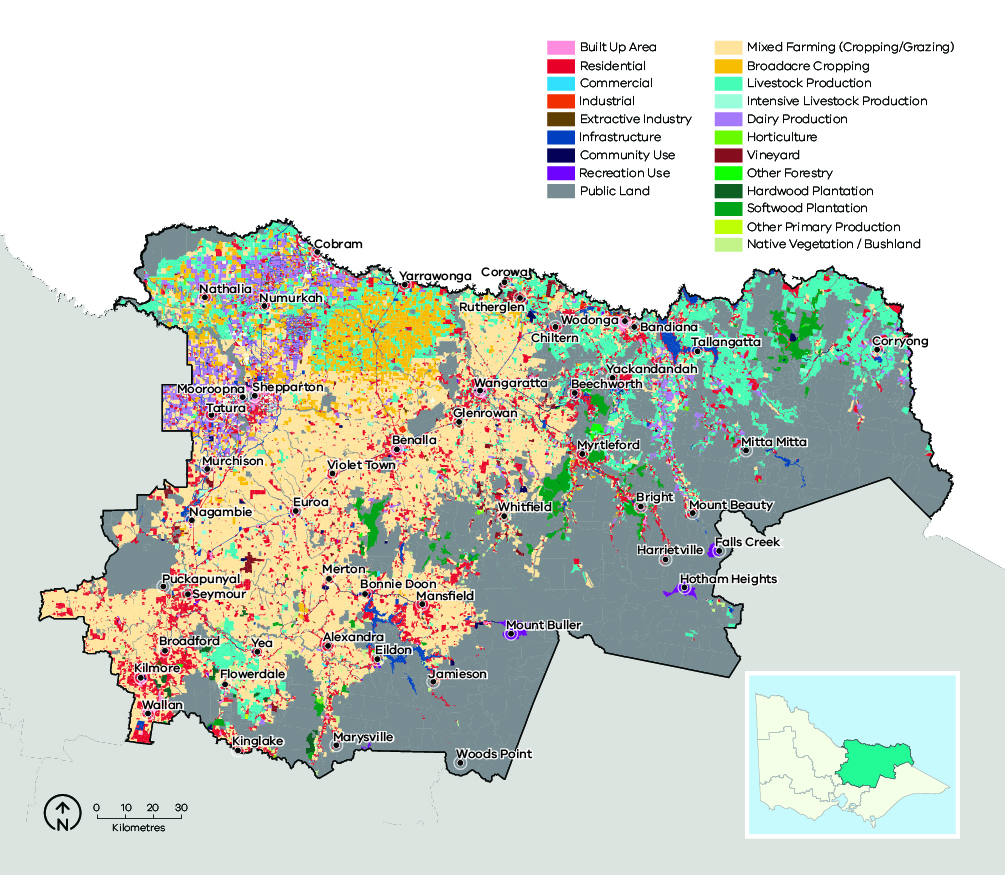 Built Up Area
Residential
Commercial
Industrial
Extractive Industry
Infrastructure
Community Use
Recreation Use
Public Land
Mixed Farming (Cropping/Grazing)
Broadacre Cropping
Livestock Production
Intensive Livestock Production
Dairy Production
Horticulture
Vineyard
Other Forestry
Hardwood Plantation
Softwood Plantation
Other Primary Production
Native Vegetation / Bushland
Cobram
Yarrawonga
Corowa
Nathalia
Numurkah
Rutherglen
Wodonga
Bandiana
Chiltern
Tallangatta
Corryong
Yackandandah
Mooroopna
Shepparton
Wangaratta
Beechworth
Tatura
Glenrowan
Benalla
Myrtleford
Mitta Mitta
Murchison
Violet Town
Nagambie
Euroa
Whitfield
Bright
Mount Beauty
Harrietville
Falls Creek
Puckapunyal
Seymour
Merton
Bonnie Doon
Mansfield
Hotham Heights
Mount Buller
Broadford
Yea
Alexandra
Eildon
Kilmore
Flowerdale
Jamieson
Wallan
Kinglake
Marysville
Woods Point
N
0 10 20 30
Kilometres